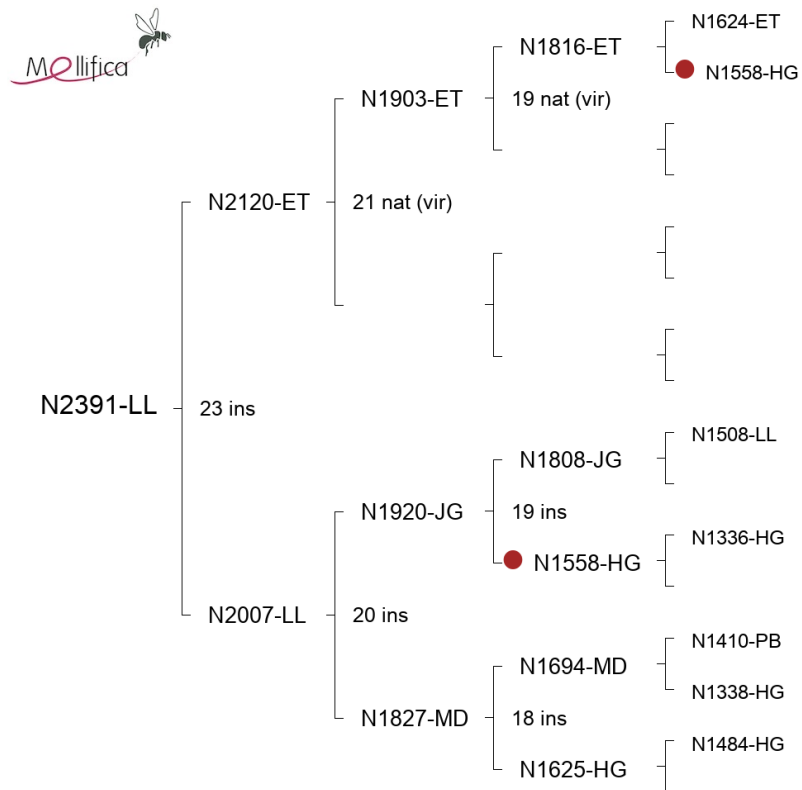 Mellifica
N1624-ET
N1816-ET
N1558-HG
N1903-ET
19 nat (vir)
N2120-ET
21 nat (vir)
N2391-LL
23 ins
N1508-LL
N1808-JG
N1920-JG
19 ins
N1336-HG
N1558-HG
N2007-LL
20 ins
N1410-PB
N1694-MD
N1338-HG
N1827-MD
18 ins
N1484-HG
N1625-HG